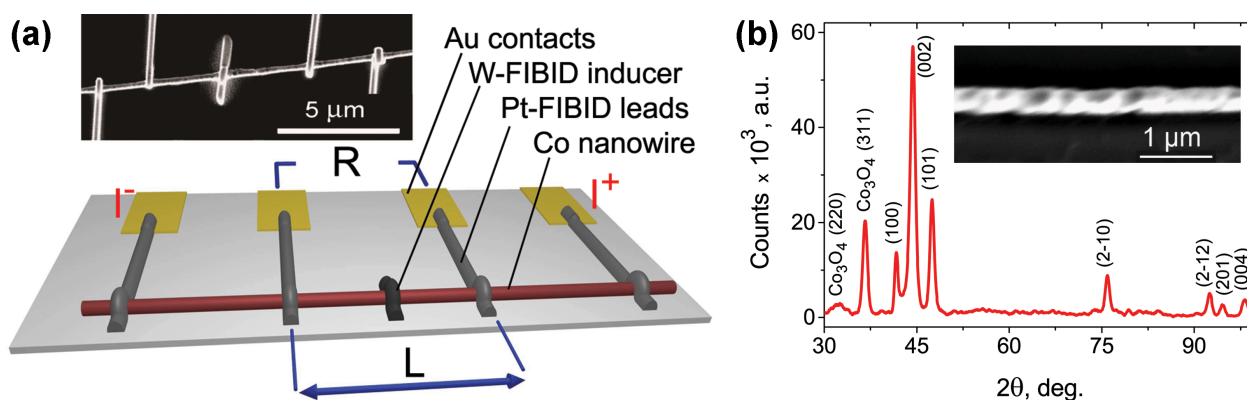 (a)
5 μm
Au contacts
W-FIBID inducer
Pt-FIBID leads
Co nanowire
R
I-
I+
L
(b)
Counts x 10³, a.u.
60
40
20
0
Co₃O₄ (220)
Co₃O₄ (311)
(100)
(002)
(101)
(2-10)
(2-12)
(201)
(004)
1 μm
30
45
60
75
90
2θ, deg.